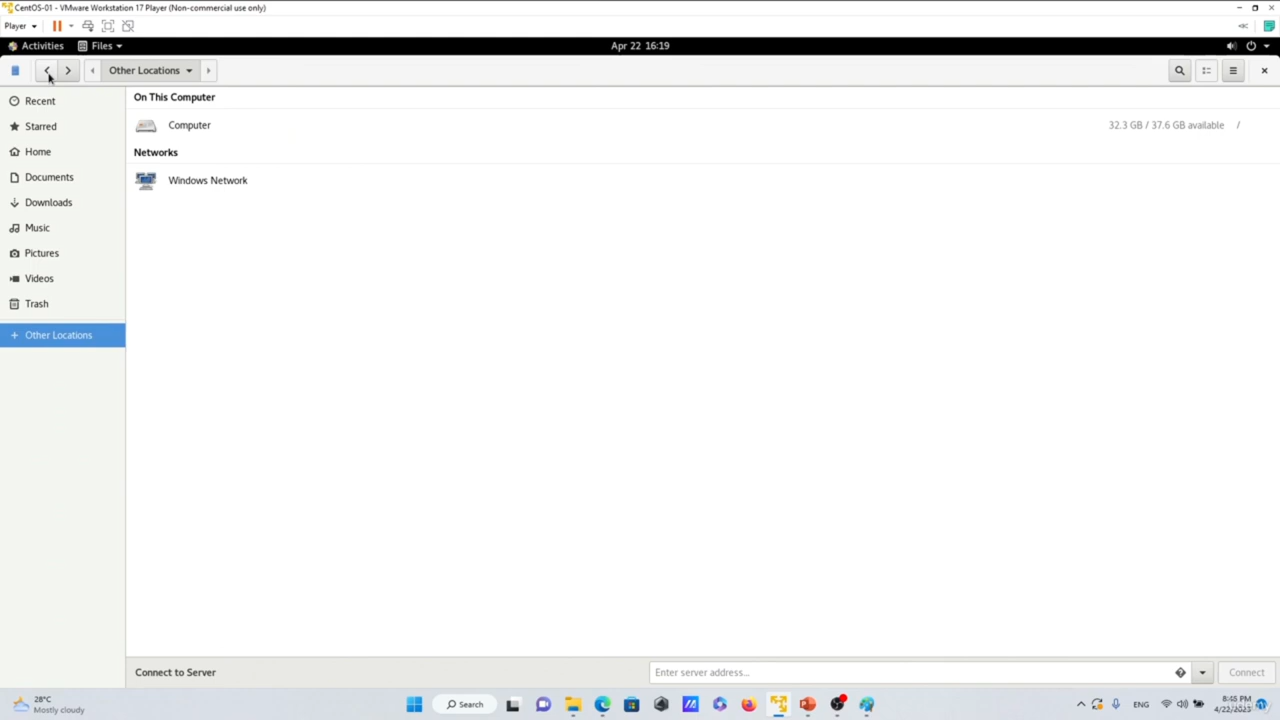 CentOS-01 - VMware Workstation 17 Player (Non-commercial use only)
Player
Activities Files Apr 22 16:19
Other Locations
Recent
Starred
Home
Documents
Downloads
Music
Pictures
Videos
Trash
Other Locations
On This Computer
Computer 32.3 GB / 37.6 GB available /
Networks
Windows Network
Connect to Server Enter server address... Connect
28°C
Mostly cloudy
Search
ENG
8:45 PM
4/22/2023